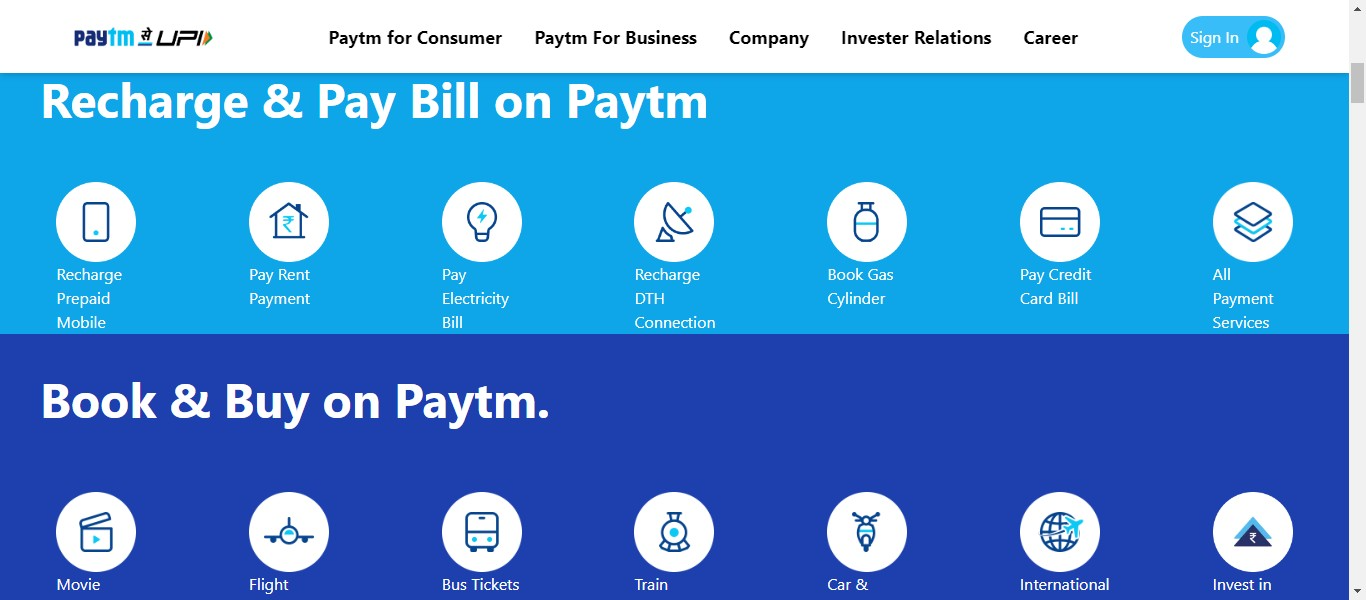 paytm से UPI
Paytm for Consumer
Paytm For Business
Company
Invester Relations
Career
Sign In
Recharge & Pay Bill on Paytm
₹
Recharge
Prepaid
Mobile
Pay Rent
Payment
Pay
Electricity
Bill
Recharge
DTH
Connection
Book Gas
Cylinder
Pay Credit
Card Bill
All
Payment
Services
Book & Buy on Paytm.
₹
Movie
Flight
Bus Tickets
Train
Car &
International
Invest in